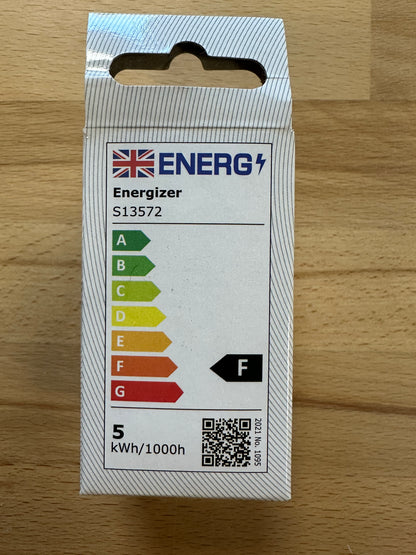 ENERG
Energizer
S13572
A
B
C
D
E
F
F
G
5
kWh/1000h
2021 No. 1095